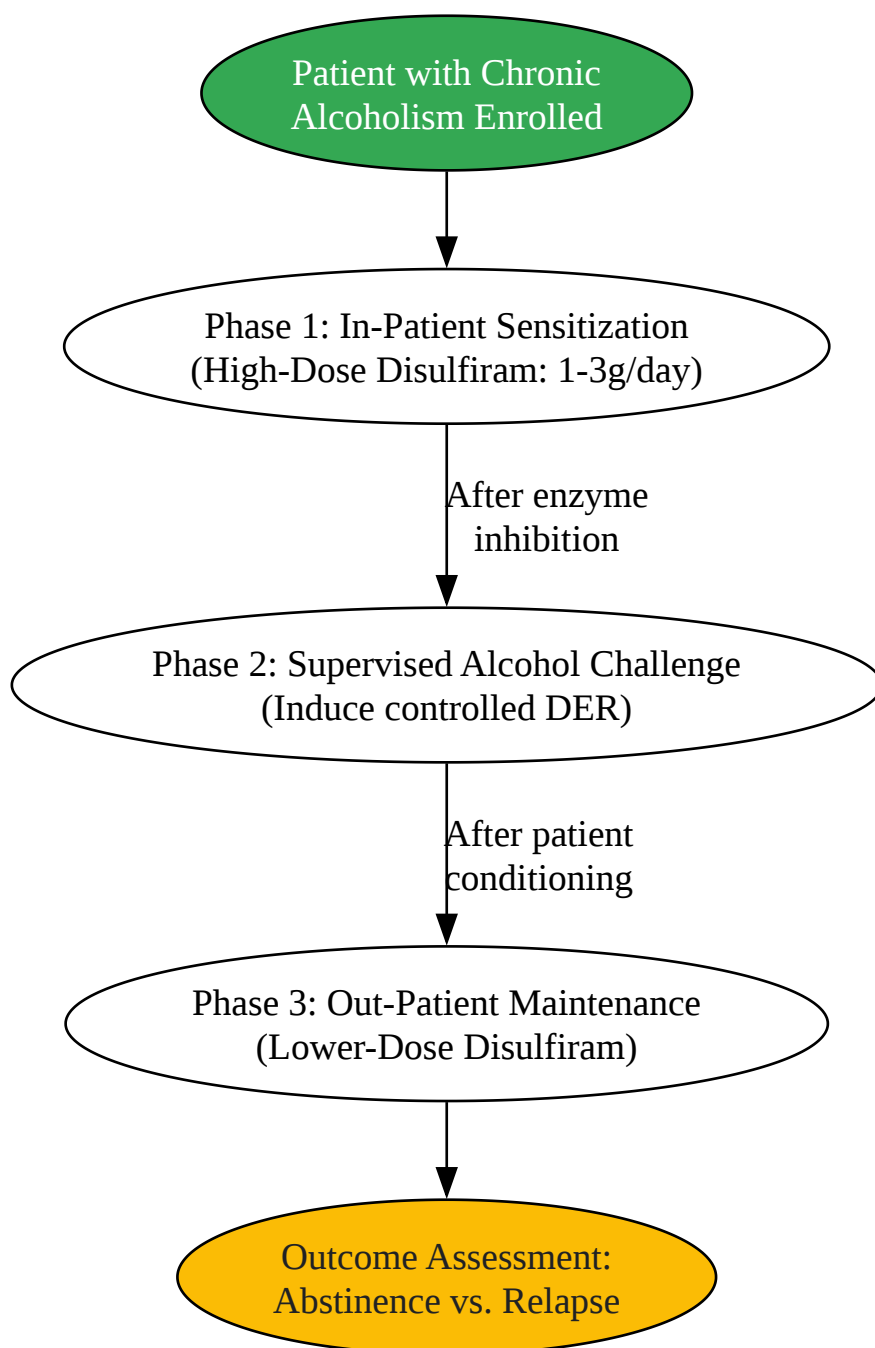 Patient with Chronic
Alcoholism Enrolled
Phase 1: In-Patient Sensitization
(High-Dose Disulfiram: 1-3g/day)
After enzyme
inhibition
Phase 2: Supervised Alcohol Challenge
(Induce controlled DER)
After patient
conditioning
Phase 3: Out-Patient Maintenance
(Lower-Dose Disulfiram)
Outcome Assessment:
Abstinence vs. Relapse